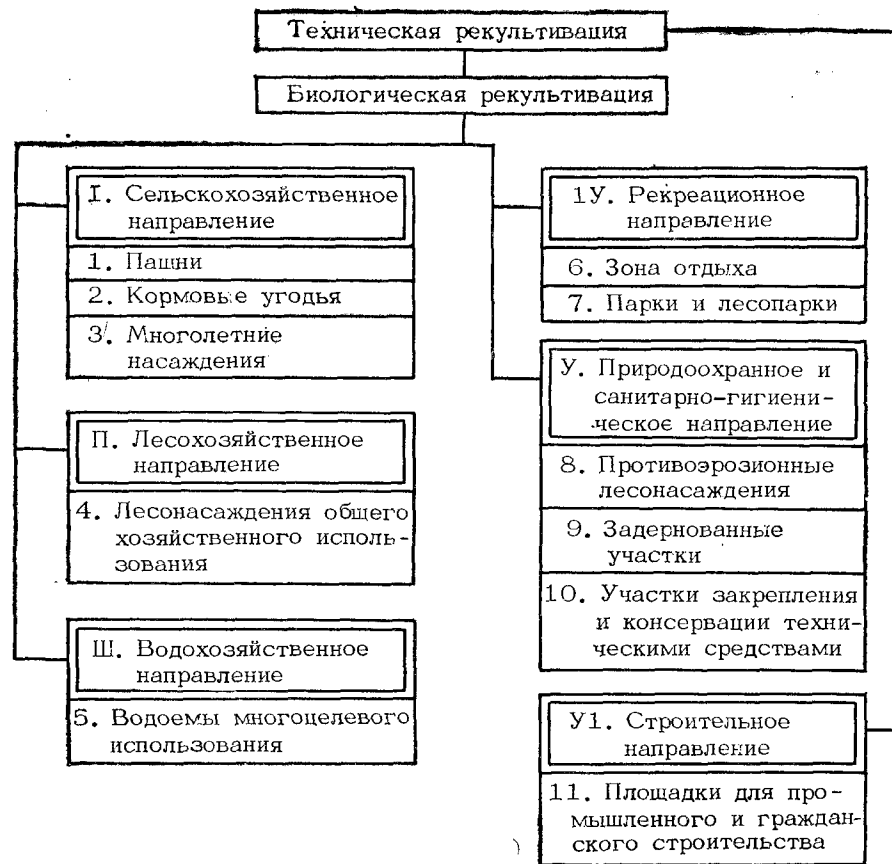 Техническая рекультивация
Биологическая рекультивация
I. Сельскохозяйственное
направление
1. Пашни
2. Кормовые угодья
3. Многолетние
насаждения
П. Лесохозяйственное
направление
4. Лесонасаждения общего
хозяйственного исполь-
зования
Ш. Водохозяйственное
направление
5. Водоемы многоцелевого
использования
1У. Рекреационное
направление
6. Зона отдыха
7. Парки и лесопарки
У. Природоохранное и
санитарно-гигиени-
ческое направление
8. Противоэрозионные
лесонасаждения
9. Задернованные
участки
10. Участки закрепления
и консервации техни-
ческими средствами
У1. Строительное
направление
11. Площадки для про-
мышленного и граждан-
ского строительства